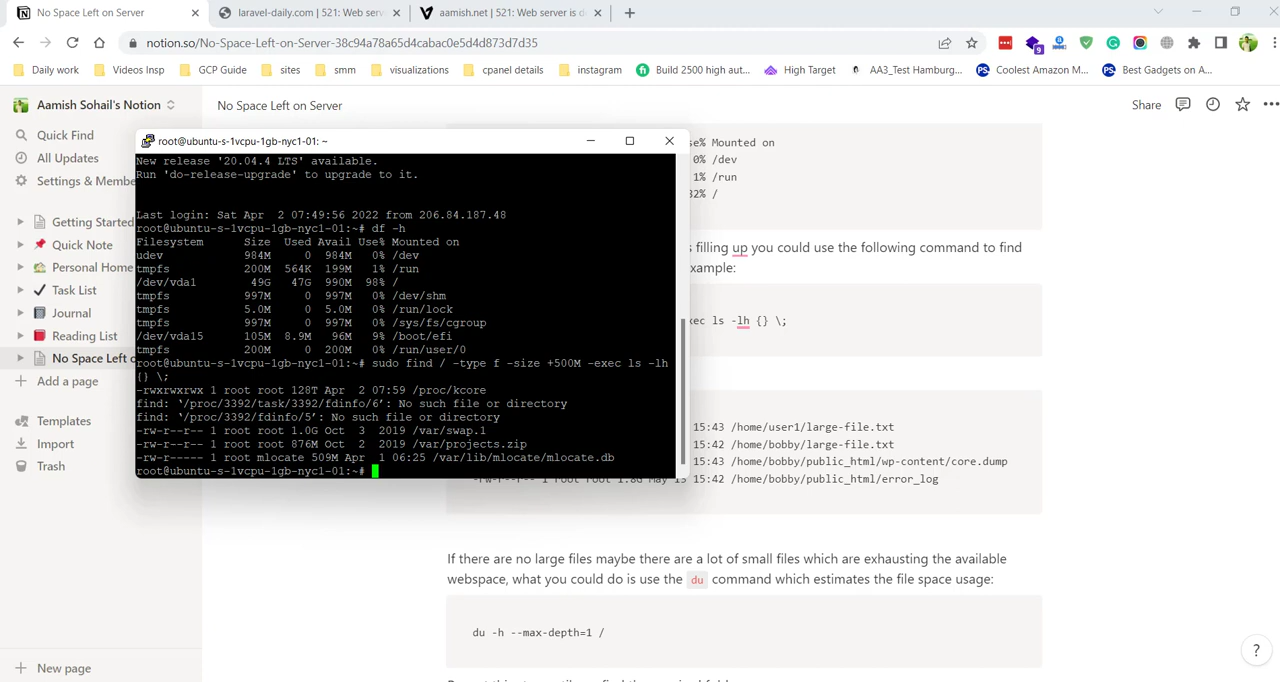 No Space Left on Server
laravel-daily.com | 521: Web serv
aamish.net | 521: Web server is d
notion.so/No-Space-Left-on-Server-38c94a78a65d4cabbc0e5d4d873d7d35
Daily work
Videos Insp
GCP Guide
sites
smm
visualizations
cpanel details
instagram
Build 2500 high aut...
High Target
AA3_Test Hamburg...
Coolest Amazon M...
Best Gadgets on A...
Aamish Sohail's Notion
No Space Left on Server
Share
Quick Find
All Updates
Settings & Membe
Getting Started
Quick Note
Personal Home
Task List
Journal
Reading List
No Space Left o
Add a page
Templates
Import
Trash
New page
root@ubuntu-s-1vcpu-1gb-nyc1-01: ~
New release '20.04.4 LTS' available.
Run 'do-release-upgrade' to upgrade to it.
Last login: Sat Apr  2 07:49:56 2022 from 206.84.187.48
root@ubuntu-s-1vcpu-1gb-nyc1-01:~# df -h
Filesystem      Size  Used Avail Use% Mounted on
udev            984M     0  984M   0% /dev
tmpfs           200M  564K  199M   1% /run
/dev/vda1        49G   47G  990M  98% /
tmpfs           997M     0  997M   0% /dev/shm
tmpfs           5.0M     0  5.0M   0% /run/lock
tmpfs           997M     0  997M   0% /sys/fs/cgroup
/dev/vda15      105M  8.9M   96M   9% /boot/efi
tmpfs           200M     0  200M   0% /run/user/0
root@ubuntu-s-1vcpu-1gb-nyc1-01:~# sudo find / -type f -size +500M -exec ls -lh
{} \;
-rwxrwxrwx 1 root root 128T Apr  2 07:59 /proc/kcore
find: ‘/proc/3392/task/3392/fdinfo/6’: No such file or directory
find: ‘/proc/3392/fdinfo/5’: No such file or directory
-rw-r--r-- 1 root root 1.0G Oct  3  2019 /var/swap.1
-rw-r--r-- 1 root root 876M Oct  2  2019 /var/projects.zip
-rw-r----- 1 root mlocate 509M Apr  1 06:25 /var/lib/mlocate/mlocate.db
root@ubuntu-s-1vcpu-1gb-nyc1-01:~#
se% Mounted on
0% /dev
1% /run
32% /
s filling up you could use the following command to find
xample:
xec ls -lh {} \;
15:43 /home/user1/large-file.txt
15:42 /home/bobby/large-file.txt
15:43 /home/bobby/public_html/wp-content/core.dump
-rw-r--r-- 1 root root 1.8G May 15 15:42 /home/bobby/public_html/error_log
If there are no large files maybe there are a lot of small files which are exhausting the available
webspace, what you could do is use the du command which estimates the file space usage:
du -h --max-depth=1 /